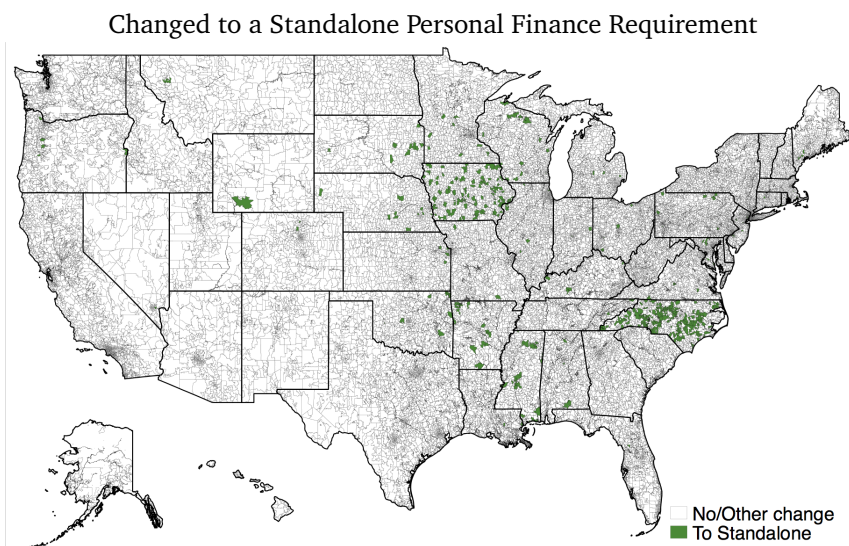 Changed to a Standalone Personal Finance Requirement
No/Other change
To Standalone